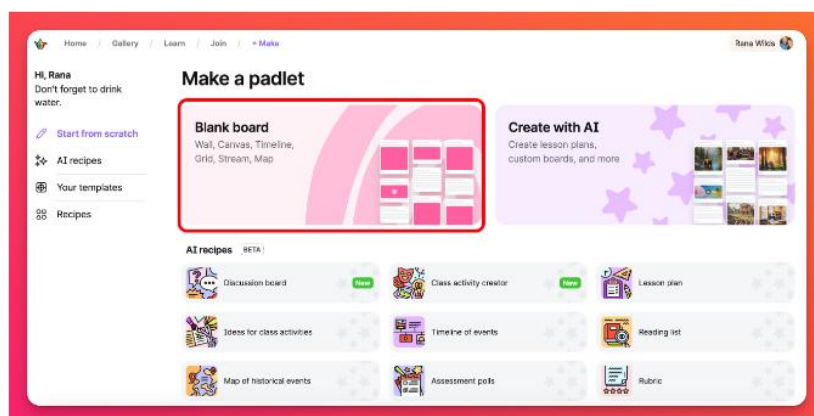 Home / Gallery / Learn / Join / + Make
Rana Wilds
Hi, Rana
Don't forget to drink
water.
Start from scratch
AI recipes
Your templates
Recipes
Make a padlet
Blank board
Wall, Canvas, Timeline,
Grid, Stream, Map
Create with AI
Create lesson plans,
custom boards, and more
AI recipes BETA
Discussion board New
Class activity creator New
Lesson plan
Ideas for class activities
Timeline of events
Reading list
Map of historical events
Assessment polls
Rubric